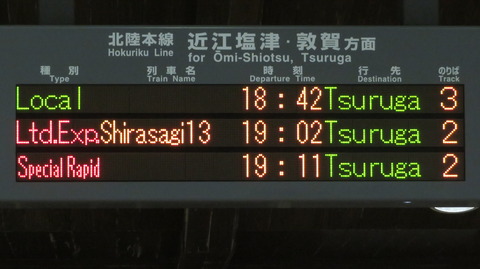 北陸本線 近江塩津・敦賀方面
Hokuriku Line for Ōmi-Shiotsu, Tsuruga
種別 列車名 時刻 行先 のりば
Type Train Name Departure Time Destination Track
Local 18:42 Tsuruga 3
Ltd.Exp. Shirasagi13 19:02 Tsuruga 2
Special Rapid 19:11 Tsuruga 2